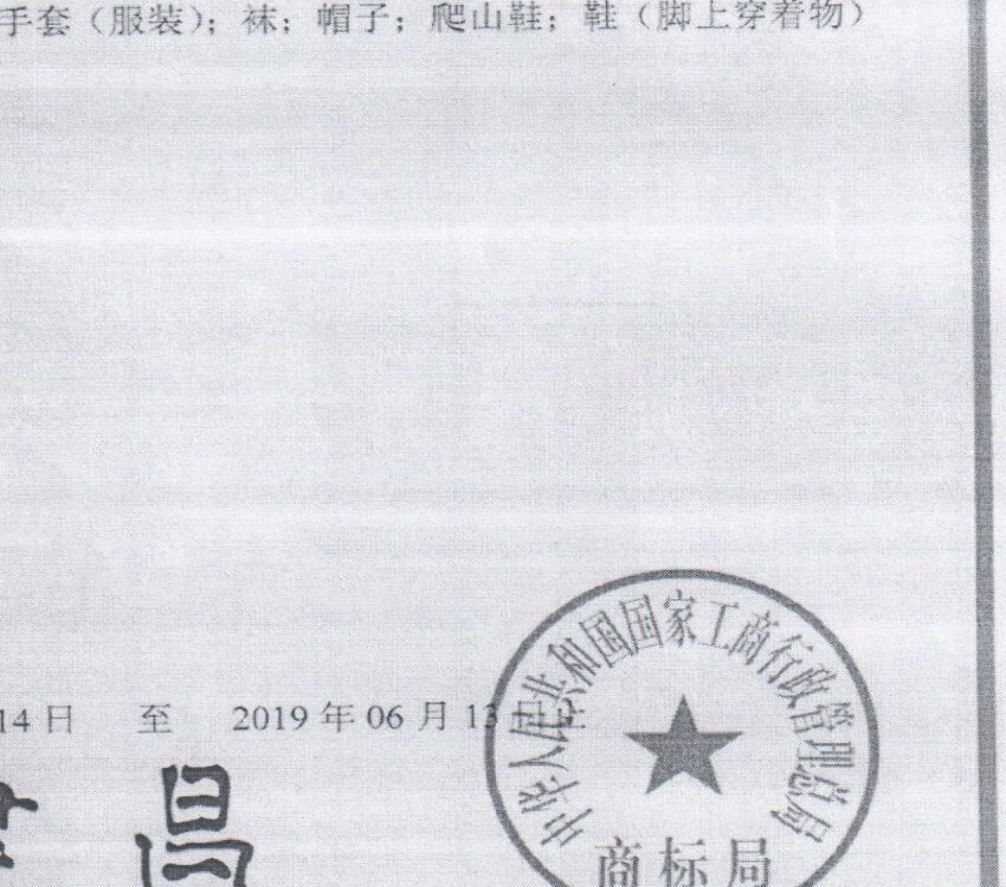 手套（服装）；袜；帽子；爬山鞋；鞋（脚上穿着物）
中华人民共和国国家工商行政管理总局
14日 至 2019年06月13日止
昌
商标局